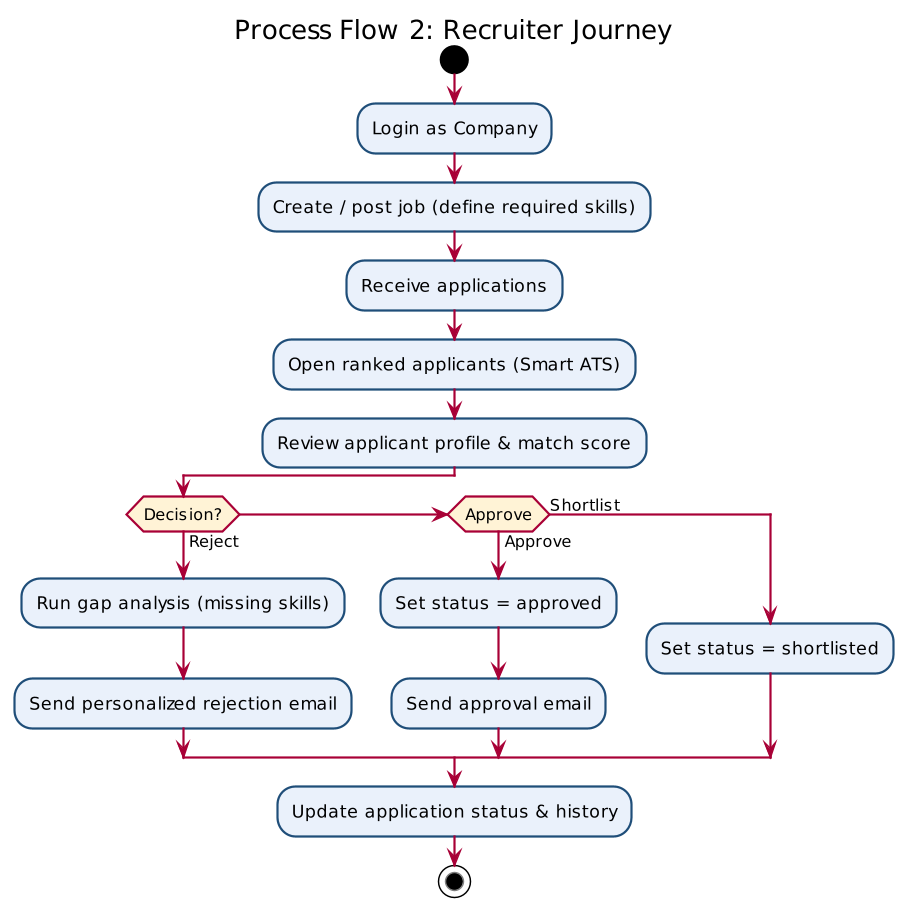 Process Flow 2: Recruiter Journey
Login as Company
Create / post job (define required skills)
Receive applications
Open ranked applicants (Smart ATS)
Review applicant profile & match score
Decision?
Reject
Approve
Shortlist
Approve
Run gap analysis (missing skills)
Set status = approved
Set status = shortlisted
Send personalized rejection email
Send approval email
Update application status & history